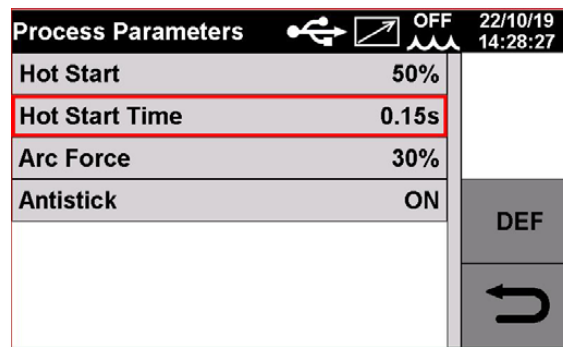 Process Parameters
OFF
22/10/19
14:28:27
Hot Start 50%
Hot Start Time 0.15s
Arc Force 30%
Antistick ON
DEF